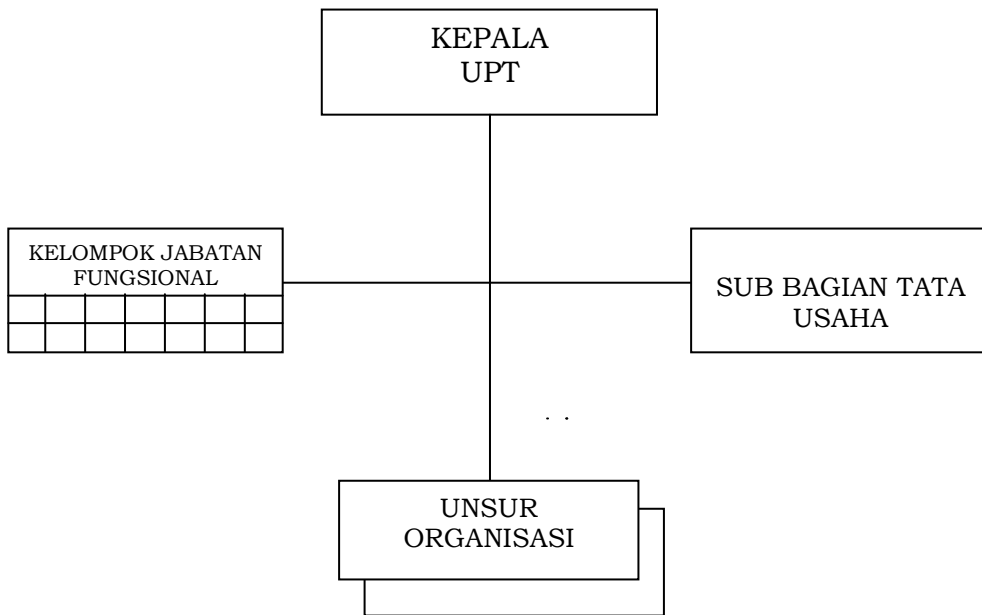 KEPALA
UPT
KELOMPOK JABATAN
FUNGSIONAL
SUB BAGIAN TATA
USAHA
. .
UNSUR
ORGANISASI